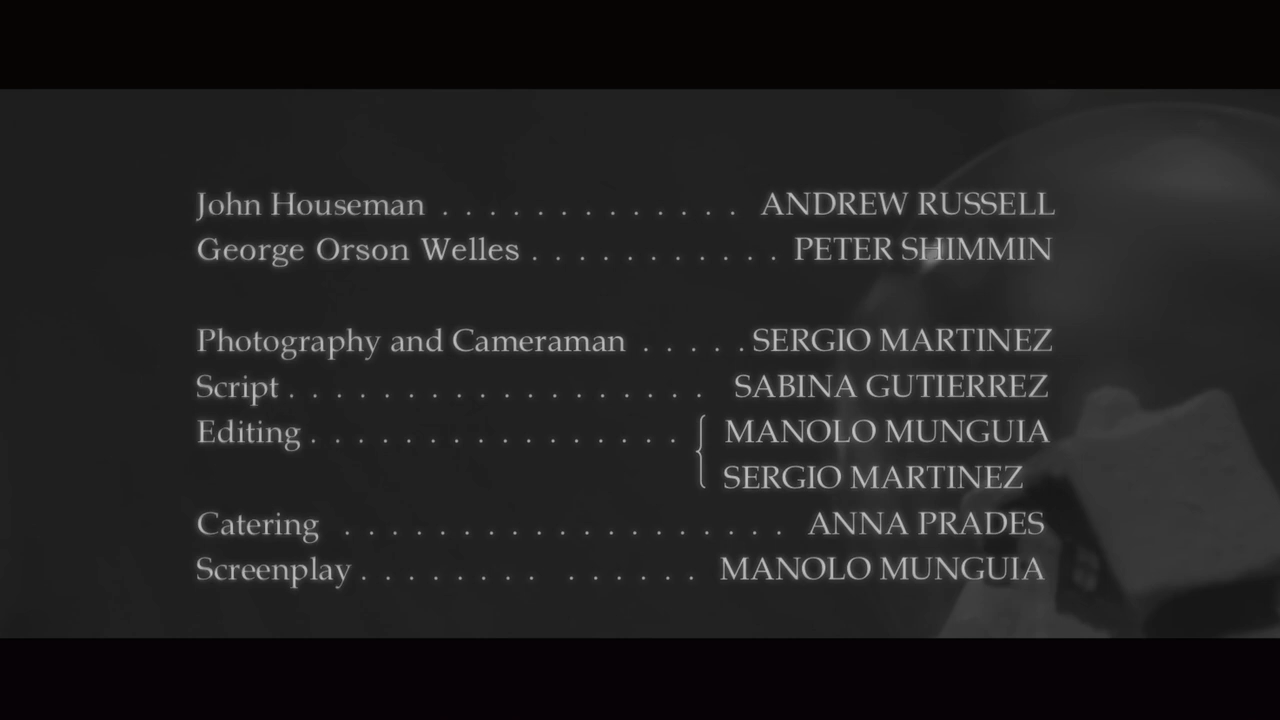 John Houseman . . . . . . . . . . . . . ANDREW RUSSELL
George Orson Welles . . . . . . . . . . . PETER SHIMMIN
Photography and Cameraman . . . . . SERGIO MARTINEZ
Script . . . . . . . . . . . . . . . . . . SABINA GUTIERREZ
Editing . . . . . . . . . . . . . . . . { MANOLO MUNGUIA
SERGIO MARTINEZ
Catering . . . . . . . . . . . . . . . . . . . ANNA PRADES
Screenplay . . . . . . . . . . . . . . MANOLO MUNGUIA